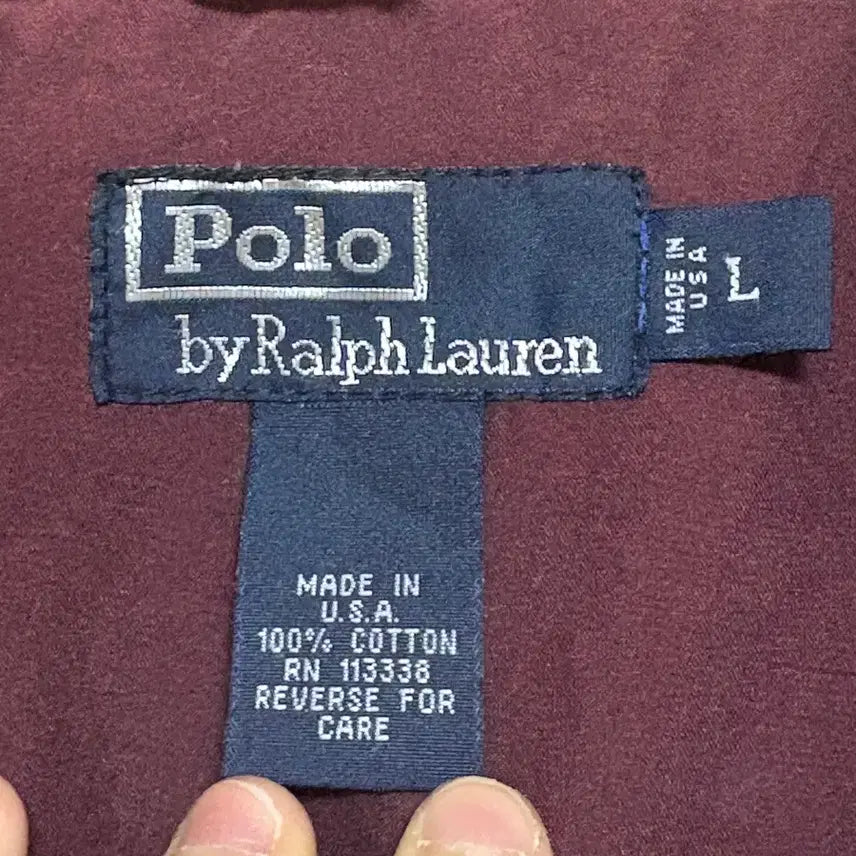 Polo
by Ralph Lauren
MADE IN
USA
L
MADE IN
U.S.A.
100% COTTON
RN 113338
REVERSE FOR
CARE